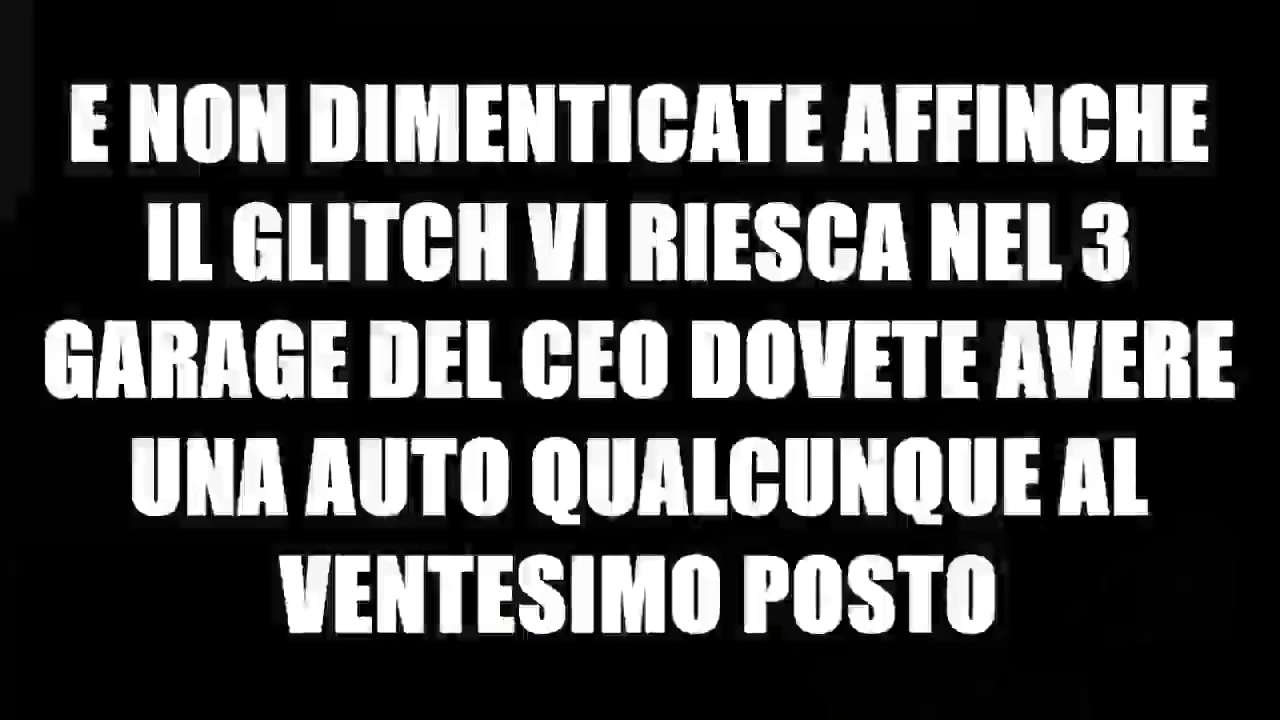 E NON DIMENTICATE AFFINCHE
IL GLITCH VI RIESCA NEL 3
GARAGE DEL CEO DOVETE AVERE
UNA AUTO QUALCUNQUE AL
VENTESIMO POSTO